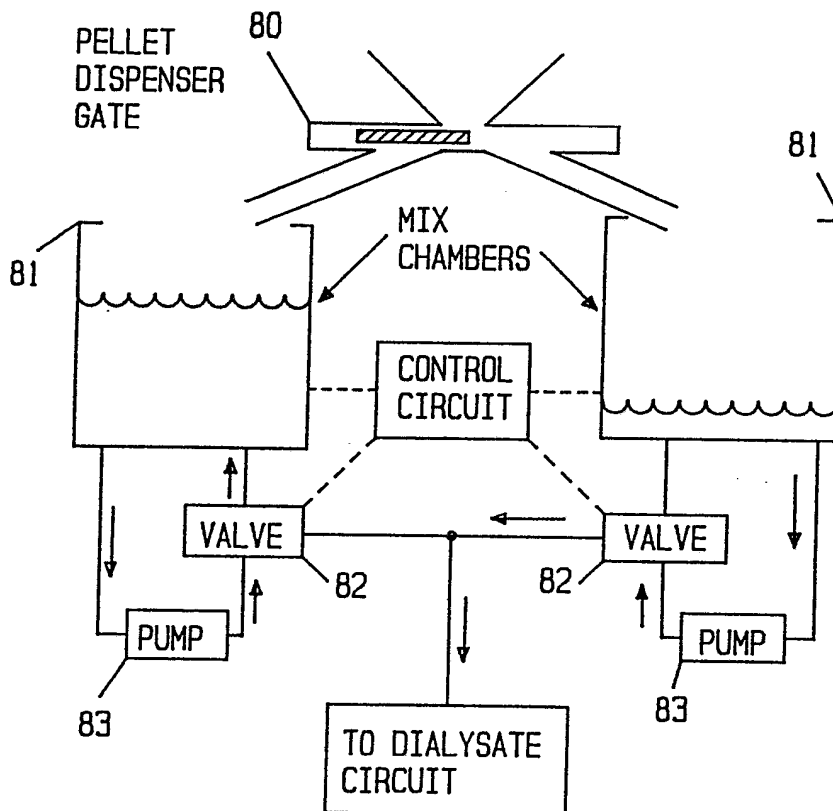 80
PELLET
DISPENSER
GATE
81
81
MIX
CHAMBERS
CONTROL
CIRCUIT
VALVE
82
82
VALVE
PUMP
83
PUMP
83
TO DIALYSATE
CIRCUIT